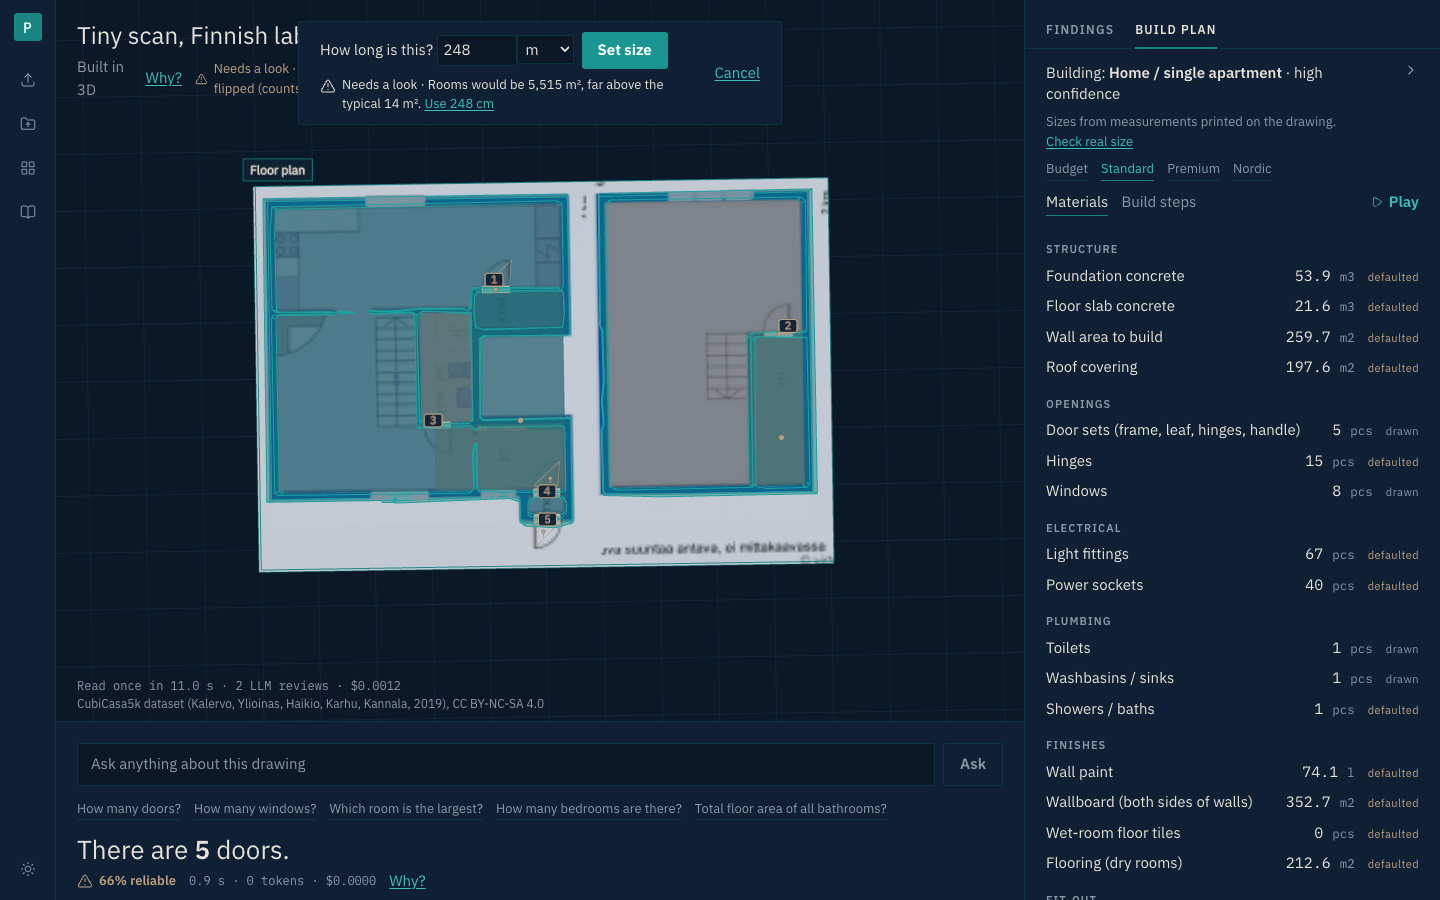 P
Tiny scan, Finnish lab
Built in
3D
Why?
Needs a look ·
flipped (counts
How long is this?
248
m
Set size
Cancel
Needs a look · Rooms would be 5,515 m², far above the
typical 14 m². Use 248 cm
Floor plan
1
2
3
4
5
suuntaa antava, ei mittakaavassa
Read once in 11.0 s · 2 LLM reviews · $0.0012
CubiCasa5k dataset (Kalervo, Ylioinas, Haikio, Karhu, Kannala, 2019), CC BY-NC-SA 4.0
Ask anything about this drawing
Ask
How many doors? How many windows? Which room is the largest? How many bedrooms are there? Total floor area of all bathrooms?
There are 5 doors.
66% reliable 0.9 s · 0 tokens · $0.0000 Why?
FINDINGS BUILD PLAN
Building: Home / single apartment · high
confidence
Sizes from measurements printed on the drawing.
Check real size
Budget Standard Premium Nordic
Materials Build steps Play
STRUCTURE
Foundation concrete 53.9 m3 defaulted
Floor slab concrete 21.6 m3 defaulted
Wall area to build 259.7 m2 defaulted
Roof covering 197.6 m2 defaulted
OPENINGS
Door sets (frame, leaf, hinges, handle) 5 pcs drawn
Hinges 15 pcs defaulted
Windows 8 pcs drawn
ELECTRICAL
Light fittings 67 pcs defaulted
Power sockets 40 pcs defaulted
PLUMBING
Toilets 1 pcs drawn
Washbasins / sinks 1 pcs drawn
Showers / baths 1 pcs defaulted
FINISHES
Wall paint 74.1 l defaulted
Wallboard (both sides of walls) 352.7 m2 defaulted
Wet-room floor tiles 0 pcs defaulted
Flooring (dry rooms) 212.6 m2 defaulted